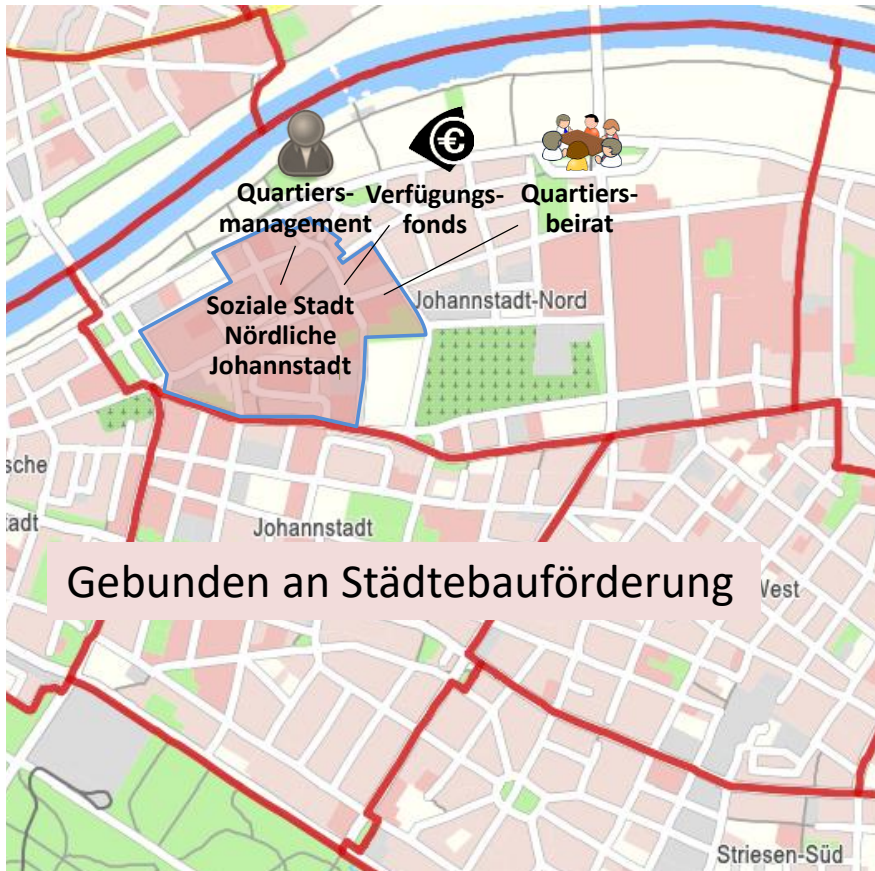 Quartiers-
management
Verfügungs-
fonds
Quartiers-
beirat
Soziale Stadt
Nördliche
Johannstadt
Johannstadt-Nord
sche
tadt
Johannstadt
Gebunden an Städtebauförderung
West
Striesen-Süd